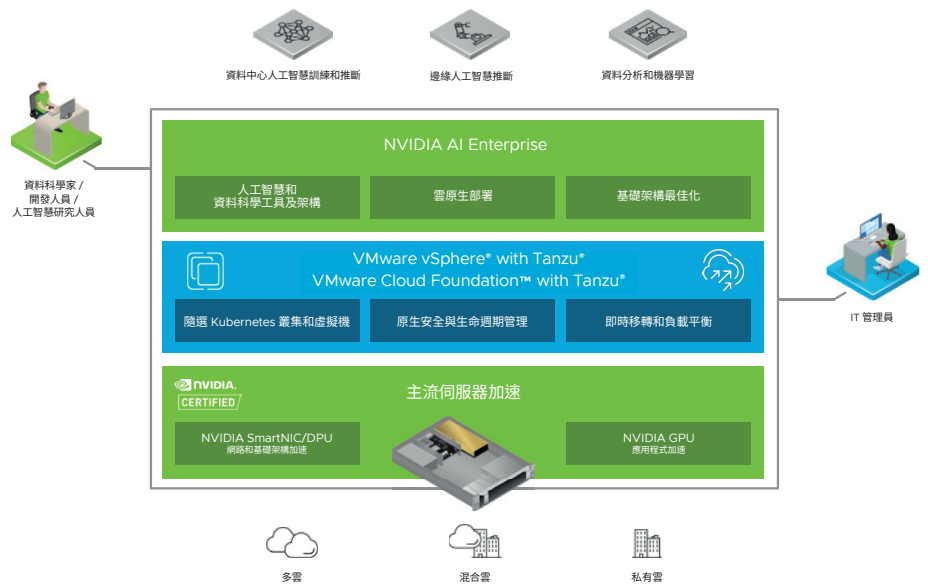 資料中心人工智慧訓練和推斷
邊緣人工智慧推斷
資料分析和機器學習
資料科學家 /
開發人員 /
人工智慧研究人員
NVIDIA AI Enterprise
人工智慧和
資料科學工具及架構
雲原生部署
基礎架構最佳化
VMware vSphere® with Tanzu®
VMware Cloud Foundation™ with Tanzu®
隨選 Kubernetes 叢集和虛擬機
原生安全與生命週期管理
即時移轉和負載平衡
IT 管理員
NVIDIA.
CERTIFIED
主流伺服器加速
NVIDIA SmartNIC/DPU
網路和基礎架構加速
NVIDIA GPU
應用程式加速
多雲
混合雲
私有雲